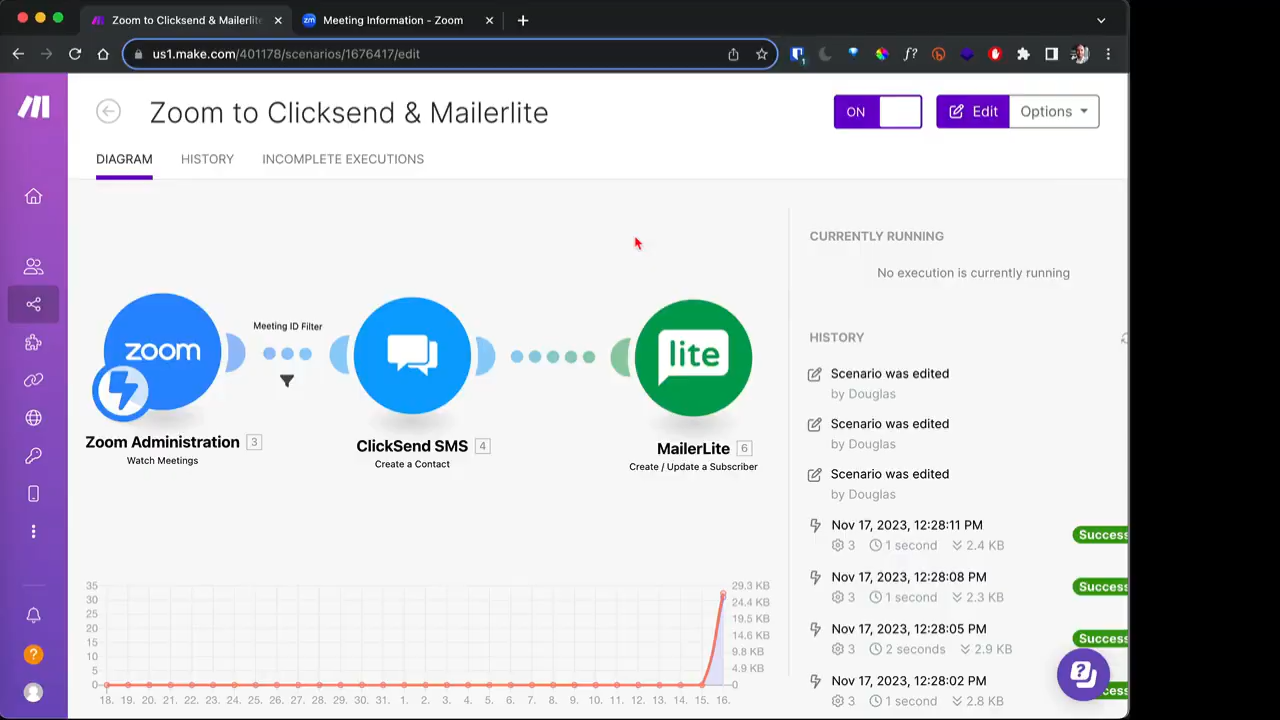 Zoom to Clicksend & Mailerlite
Meeting Information - Zoom
us1.make.com/401178/scenarios/1676417/edit
Zoom to Clicksend & Mailerlite
ON
Edit
Options
DIAGRAM
HISTORY
INCOMPLETE EXECUTIONS
CURRENTLY RUNNING
No execution is currently running
zoom
Meeting ID Filter
lite
Zoom Administration 3
Watch Meetings
ClickSend SMS 4
Create a Contact
MailerLite 6
Create / Update a Subscriber
HISTORY
Scenario was edited
by Douglas
Scenario was edited
by Douglas
Scenario was edited
by Douglas
Nov 17, 2023, 12:28:11 PM
3 1 second 2.4 KB
Success
Nov 17, 2023, 12:28:08 PM
3 1 second 2.3 KB
Success
Nov 17, 2023, 12:28:05 PM
3 2 seconds 2.9 KB
Success
Nov 17, 2023, 12:28:02 PM
3 1 second 2.8 KB
35
30
25
20
15
10
5
0
29.3 KB
24.4 KB
19.5 KB
14.6 KB
9.8 KB
4.9 KB
0
18. 19. 20. 21. 22. 23. 24. 25. 26. 27. 28. 29. 30. 31. 2. 3. 4. 5. 6. 7. 8. 9. 10. 11. 12. 13. 14. 15. 16.